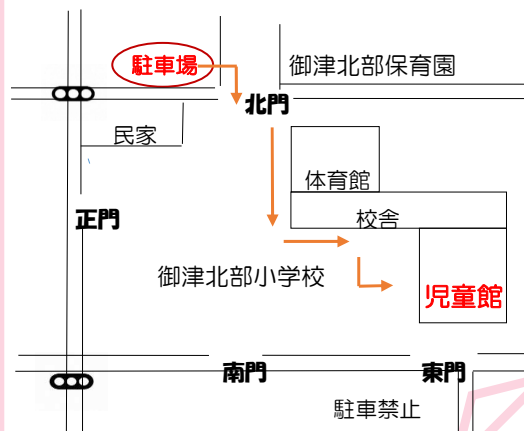 駐車場
御津北部保育園
北門
民家
体育館
校舎
正門
御津北部小学校
児童館
南門
東門
駐車禁止